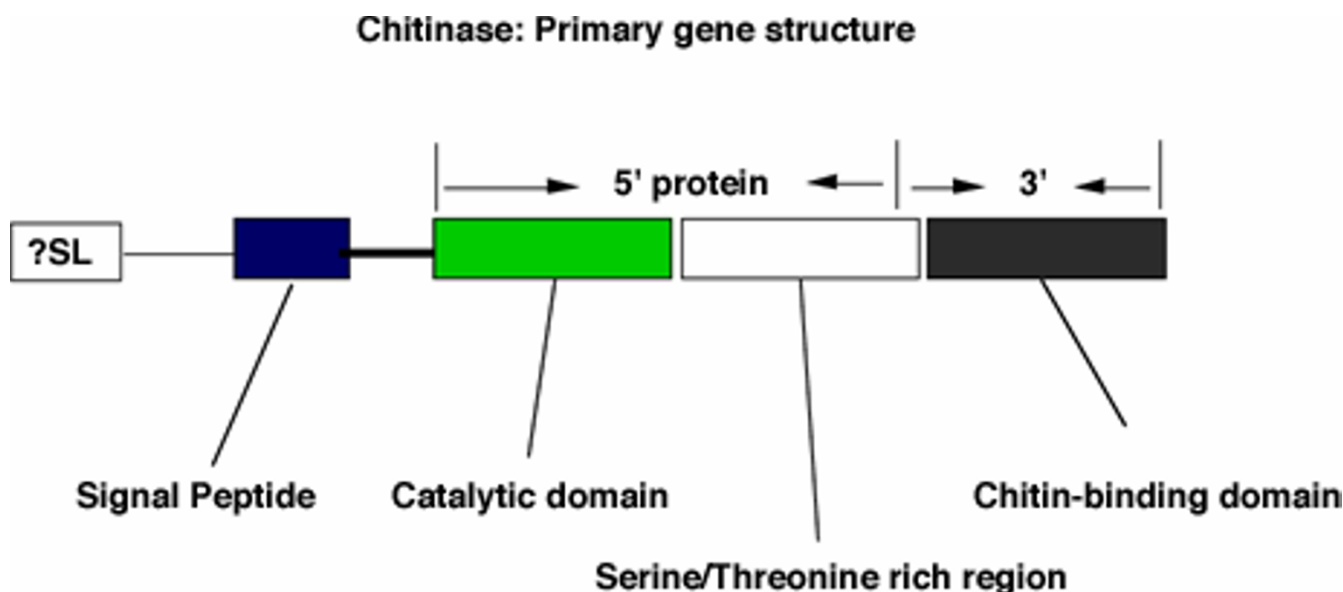 Chitinase: Primary gene structure
5' protein
3'
?SL
Signal Peptide
Catalytic domain
Chitin-binding domain
Serine/Threonine rich region